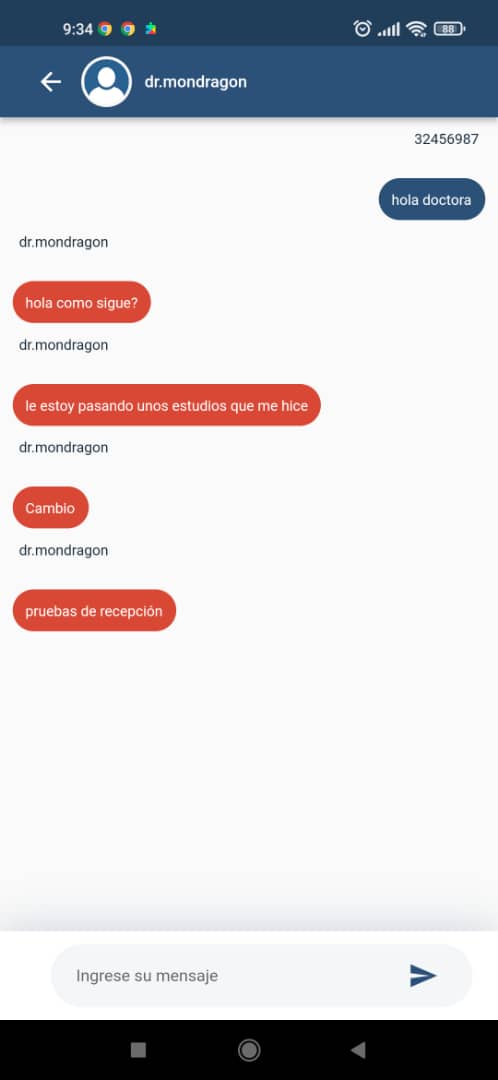 9:34
88
dr.mondragon
32456987
hola doctora
dr.mondragon
hola como sigue?
dr.mondragon
le estoy pasando unos estudios que me hice
dr.mondragon
Cambio
dr.mondragon
pruebas de recepción
Ingrese su mensaje